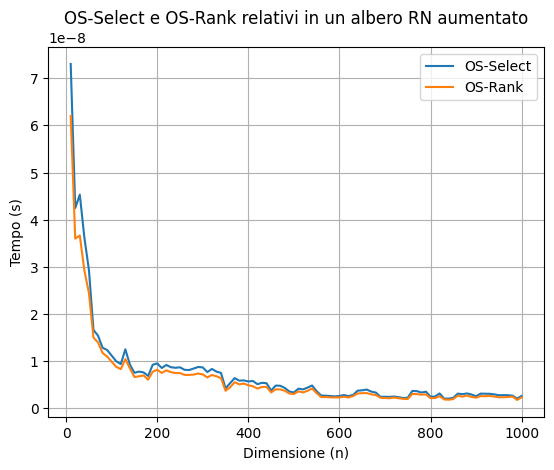 OS-Select e OS-Rank relativi in un albero RN aumentato
1e−8
OS-Select
OS-Rank
7
6
5
4
3
2
1
0
Tempo (s)
0 200 400 600 800 1000
Dimensione (n)